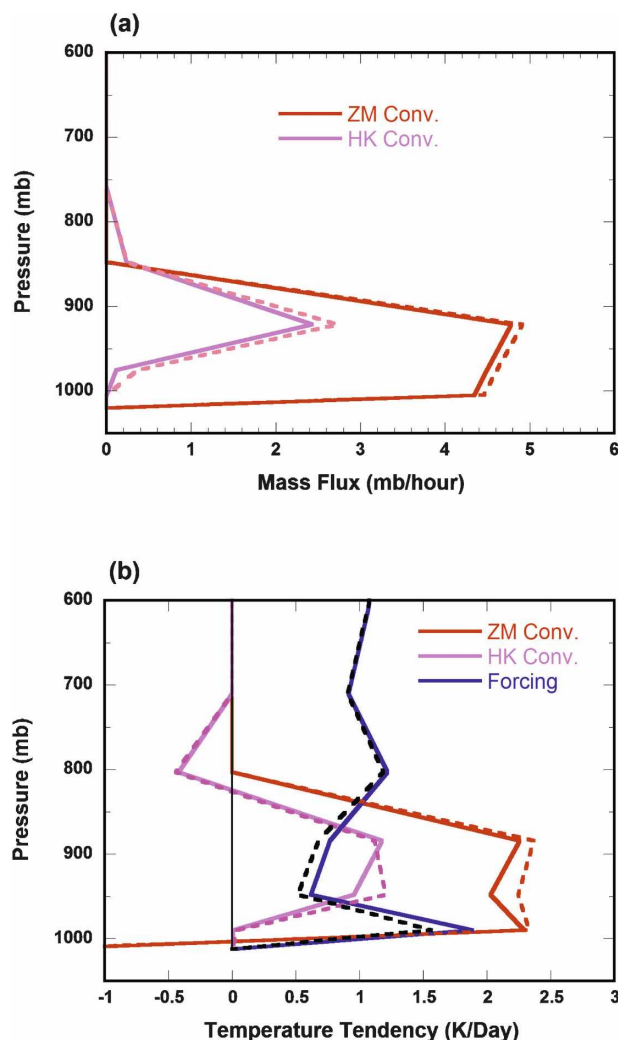 (a)
600
700
800
900
1000
Pressure (mb)
ZM Conv.
HK Conv.
0 1 2 3 4 5 6
Mass Flux (mb/hour)
(b)
600
700
800
900
1000
Pressure (mb)
ZM Conv.
HK Conv.
Forcing
-1 -0.5 0 0.5 1 1.5 2 2.5 3
Temperature Tendency (K/Day)